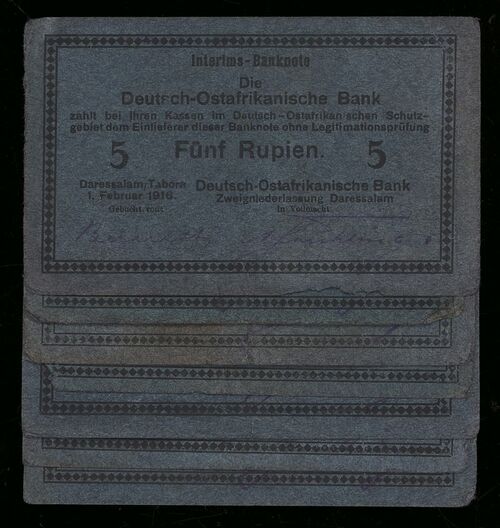 Interims-Banknote
Die
Deutsch-Ostafrikanische Bank
zahlt bei Ihren Kassen im Deutsch-Ostafrikanischen Schutz-
gebiet dem Einlieferer dieser Banknote ohne Legitimationsprüfung
5 Fünf Rupien. 5
Daressalam/Tabora Deutsch-Ostafrikanische Bank
1. Februar 1916. Zweigniederlassung Daressalam
Gebucht von: In Vollmacht